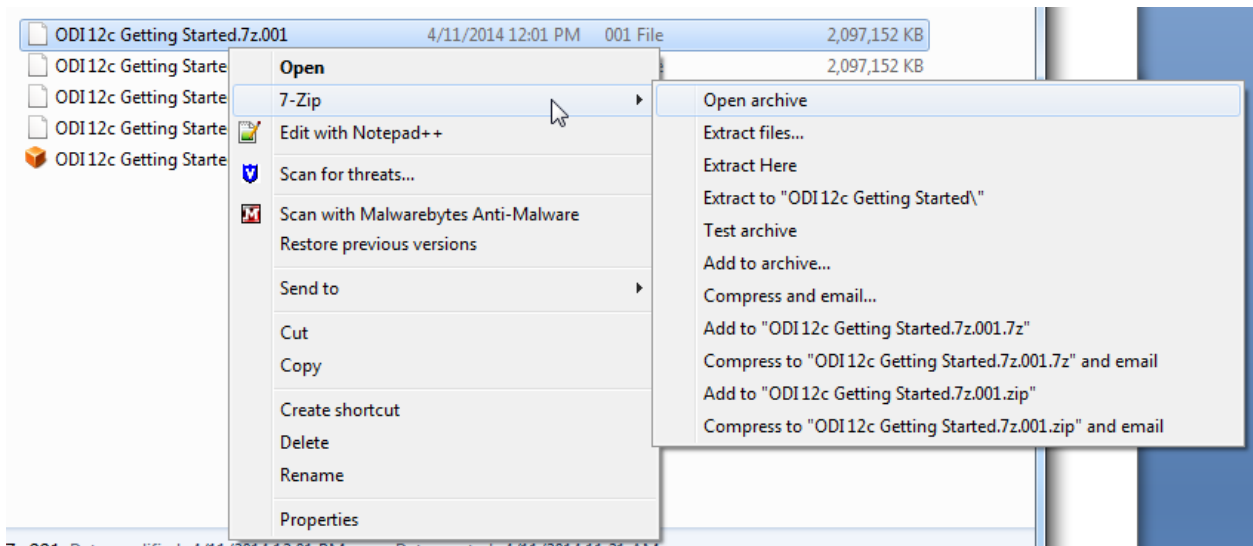 ODI 12c Getting Started.7z.001 4/11/2014 12:01 PM 001 File 2,097,152 KB
ODI 12c Getting Starte 2,097,152 KB
ODI 12c Getting Starte
ODI 12c Getting Starte
ODI 12c Getting Starte
Open
7-Zip
Edit with Notepad++
Scan for threats...
Scan with Malwarebytes Anti-Malware
Restore previous versions
Send to
Cut
Copy
Create shortcut
Delete
Rename
Properties
Open archive
Extract files...
Extract Here
Extract to "ODI 12c Getting Started\"
Test archive
Add to archive...
Compress and email...
Add to "ODI 12c Getting Started.7z.001.7z"
Compress to "ODI 12c Getting Started.7z.001.7z" and email
Add to "ODI 12c Getting Started.7z.001.zip"
Compress to "ODI 12c Getting Started.7z.001.zip" and email